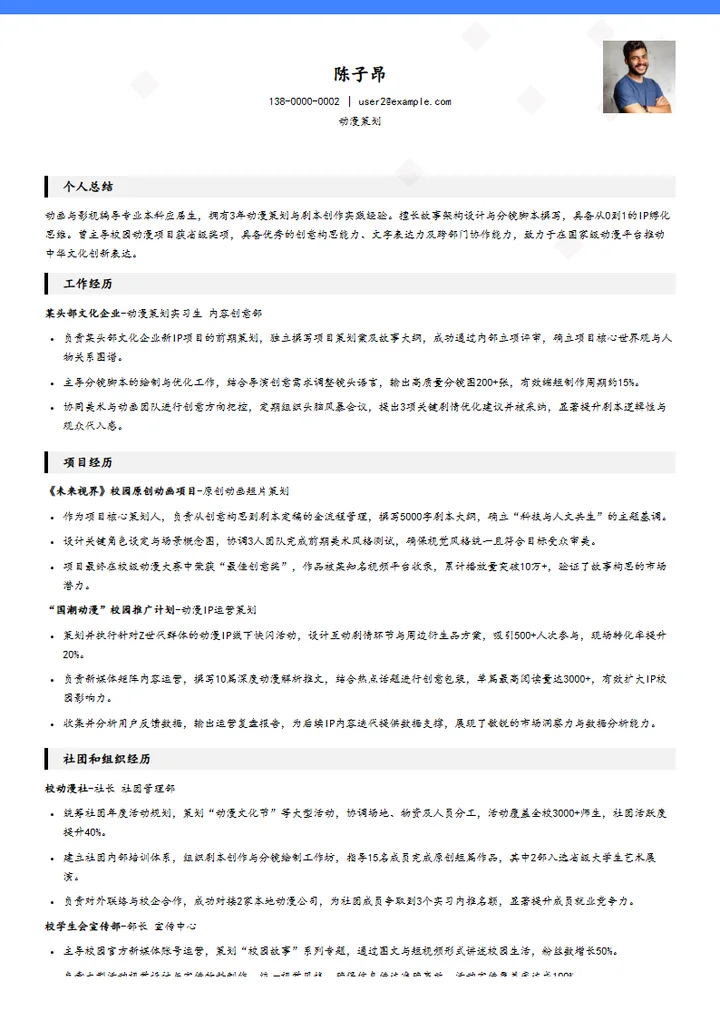 陈子昂
138-0000-0002 | user2@example.com
动漫策划
个人总结
动画与影视编导专业本科应届生，拥有3年动漫策划与剧本创作实践经验。擅长故事架构设计与分镜脚本撰写，具备从0到1的IP孵化
思维。曾主导校园动漫项目获省级奖项，具备优秀的创意构思能力、文字表达力及跨部门协作能力，致力于在国家级动漫平台推动
中华文化创新表达。
工作经历
某头部文化企业-动漫策划实习生 内容创意部
• 负责某头部文化企业新IP项目的前期策划，独立撰写项目策划案及故事大纲，成功通过内部立项评审，确立项目核心世界观与人
物关系图谱。
• 主导分镜脚本的绘制与优化工作，结合导演创意需求调整镜头语言，输出高质量分镜图200+张，有效缩短制作周期约15%。
• 协同美术与动画团队进行创意方向把控，定期组织头脑风暴会议，提出3项关键剧情优化建议并被采纳，显著提升剧本逻辑性与
观众代入感。
项目经历
《未来视界》校园原创动画项目-原创动画短片策划
• 作为项目核心策划人，负责从创意构思到剧本定稿的全流程管理，撰写5000字剧本大纲，确立“科技与人文共生”的主题基调。
• 设计关键角色设定与场景概念图，协调3人团队完成前期美术风格测试，确保视觉风格统一且符合目标受众审美。
• 项目最终在校级动漫大赛中荣获“最佳创意奖”，作品被某知名视频平台收录，累计播放量突破10万+，验证了故事构思的市场
潜力。
“国潮动漫”校园推广计划-动漫IP运营策划
• 策划并执行针对Z世代群体的动漫IP线下快闪活动，设计互动剧情环节与周边衍生品方案，吸引500+人次参与，现场转化率提升
20%。
• 负责新媒体矩阵内容运营，撰写10篇深度动漫解析推文，结合热点话题进行创意包装，单篇最高阅读量达3000+，有效扩大IP校
园影响力。
• 收集并分析用户反馈数据，输出运营复盘报告，为后续IP内容迭代提供数据支撑，展现了敏锐的市场洞察力与数据分析能力。
社团和组织经历
校动漫社-社长 社团管理部
• 统筹社团年度活动规划，策划“动漫文化节”等大型活动，协调场地、物资及人员分工，活动覆盖全校3000+师生，社团活跃度
提升40%。
• 建立社团内部培训体系，组织剧本创作与分镜绘制工作坊，指导15名成员完成原创短篇作品，其中2部入选省级大学生艺术展
演。
• 负责对外联络与校企合作，成功对接2家本地动漫公司，为社团成员争取到3个实习内推名额，显著提升成员就业竞争力。
校学生会宣传部-部长 宣传中心
• 主导校园官方新媒体账号运营，策划“校园故事”系列专题，通过图文与短视频形式讲述校园生活，粉丝数增长50%。